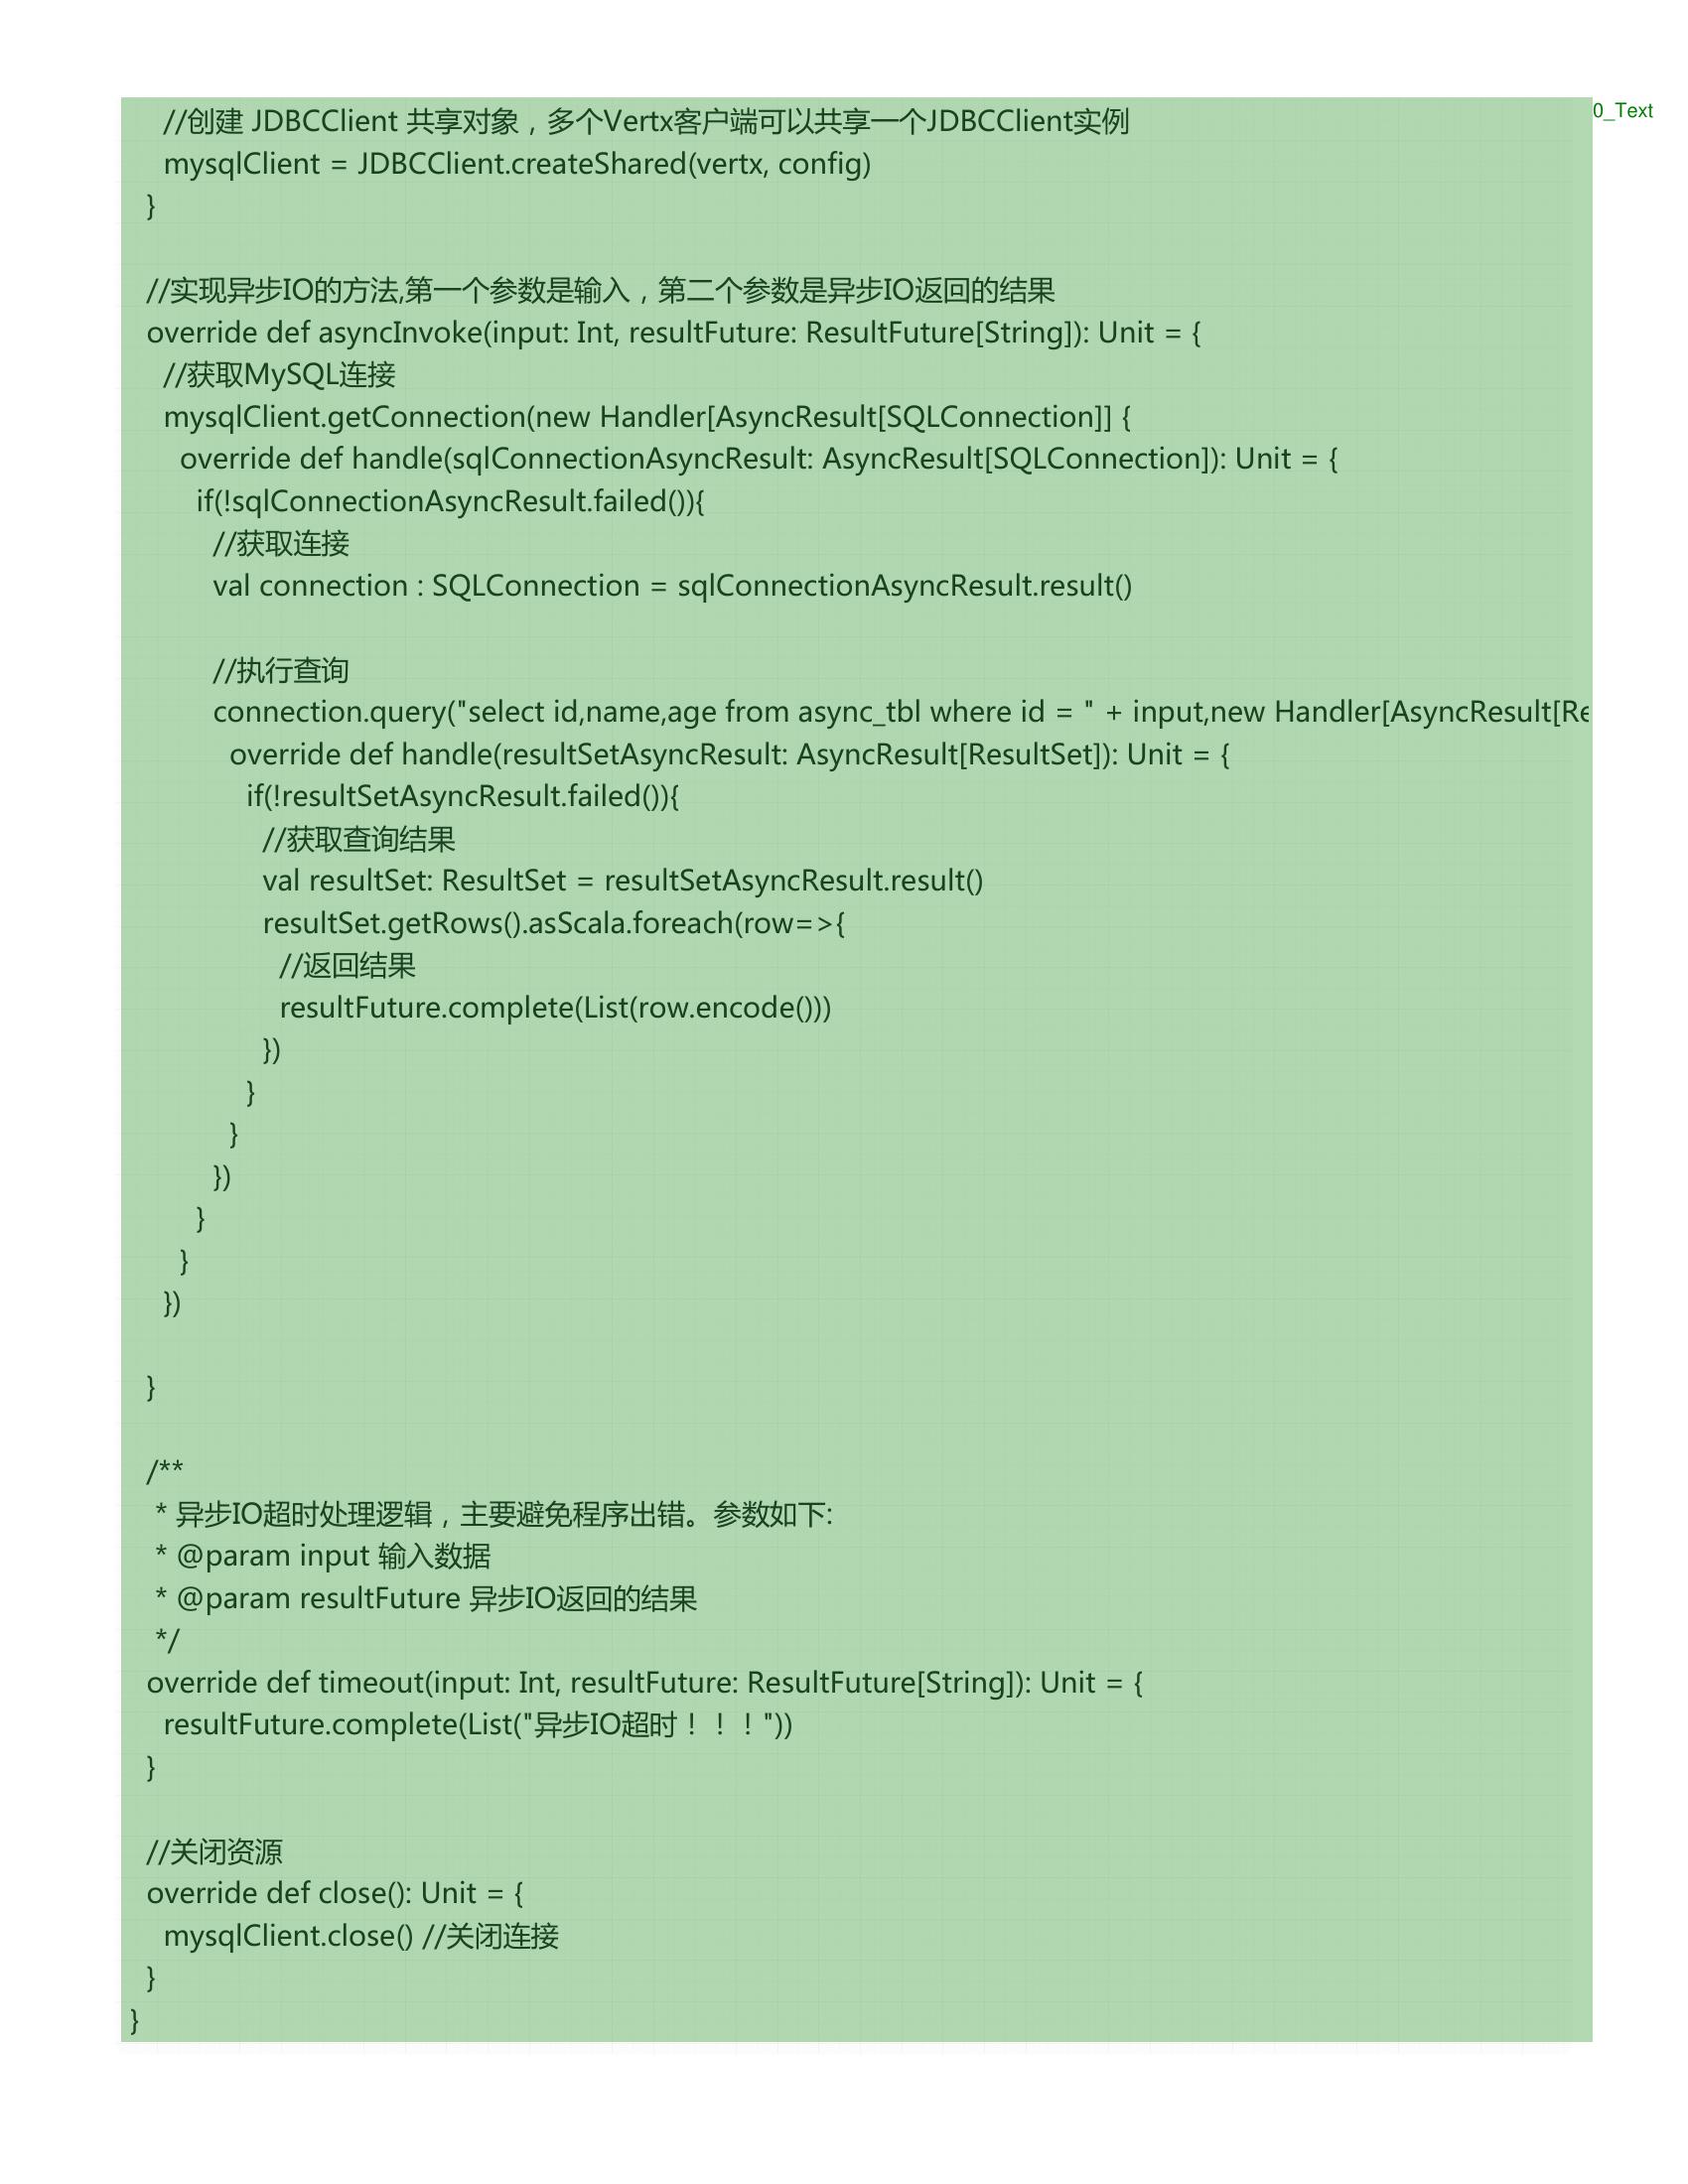 //创建 JDBCClient 共享对象，多个Vertx客户端可以共享一个JDBCClient实例
0_Text
mysqlClient = JDBCClient.createShared(vertx, config)
}
//实现异步IO的方法,第一个参数是输入，第二个参数是异步IO返回的结果
override def asyncInvoke(input: Int, resultFuture: ResultFuture[String]): Unit = {
//获取MySQL连接
mysqlClient.getConnection(new Handler[AsyncResult[SQLConnection]] {
override def handle(sqlConnectionAsyncResult: AsyncResult[SQLConnection]): Unit = {
if(!sqlConnectionAsyncResult.failed()){
//获取连接
val connection : SQLConnection = sqlConnectionAsyncResult.result()
//执行查询
connection.query("select id,name,age from async_tbl where id = " + input,new Handler[AsyncResult[Re
override def handle(resultSetAsyncResult: AsyncResult[ResultSet]): Unit = {
if(!resultSetAsyncResult.failed()){
//获取查询结果
val resultSet: ResultSet = resultSetAsyncResult.result()
resultSet.getRows().asScala.foreach(row=>{
//返回结果
resultFuture.complete(List(row.encode()))
})
}
}
})
}
}
})
}
/**
* 异步IO超时处理逻辑，主要避免程序出错。参数如下:
* @param input 输入数据
* @param resultFuture 异步IO返回的结果
*/
override def timeout(input: Int, resultFuture: ResultFuture[String]): Unit = {
resultFuture.complete(List("异步IO超时！！！"))
}
//关闭资源
override def close(): Unit = {
mysqlClient.close() //关闭连接
}
}